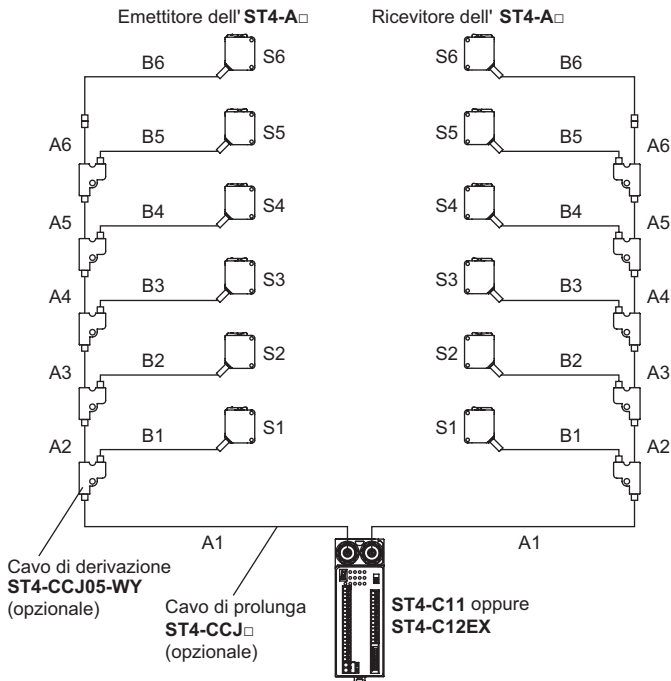 Emettitore dell' ST4-A□
Ricevitore dell' ST4-A□
B6 S6 S6 B6
A6 B5 S5 S5 B5 A6
A5 B4 S4 S4 B4 A5
A4 B3 S3 S3 B3 A4
A3 B2 S2 S2 B2 A3
A2 B1 S1 S1 B1 A2
A1 A1
Cavo di derivazione
ST4-CCJ05-WY
(opzionale)
Cavo di prolunga
ST4-CCJ□
(opzionale)
ST4-C11 oppure
ST4-C12EX